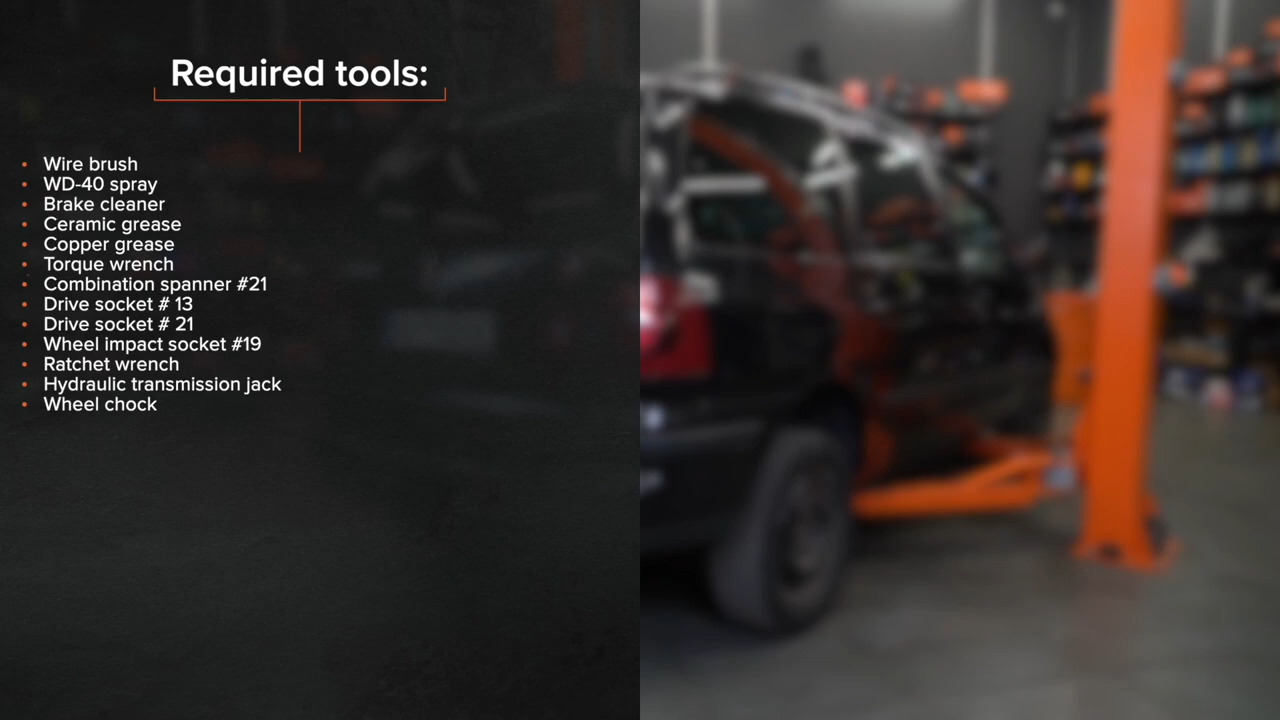 Required tools:
• Wire brush
• WD-40 spray
• Brake cleaner
• Ceramic grease
• Copper grease
• Torque wrench
• Combination spanner #21
• Drive socket # 13
• Drive socket # 21
• Wheel impact socket #19
• Ratchet wrench
• Hydraulic transmission jack
• Wheel chock